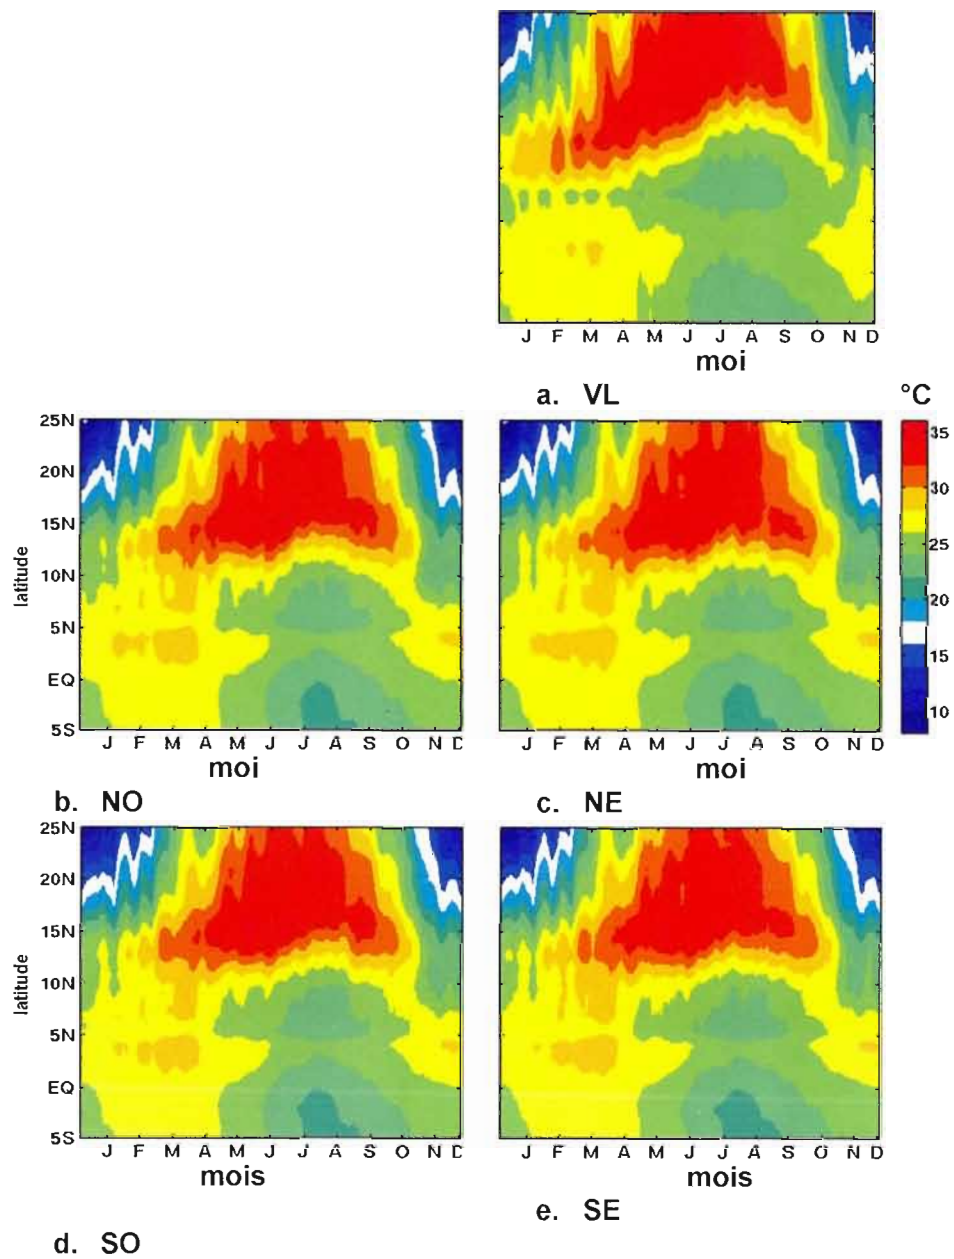 J F M A M J J A S O N D
moi
a. VL
°C
25N
20N
15N
10N
5N
EQ
5S
latitude
J F M A M J J A S O N D
moi
b. NO
J F M A M J J A S O N D
moi
c. NE
35
30
25
20
15
10
25N
20N
15N
10N
5N
EQ
5S
latitude
J F M A M J J A S O N D
mois
d. SO
J F M A M J J A S O N D
mois
e. SE